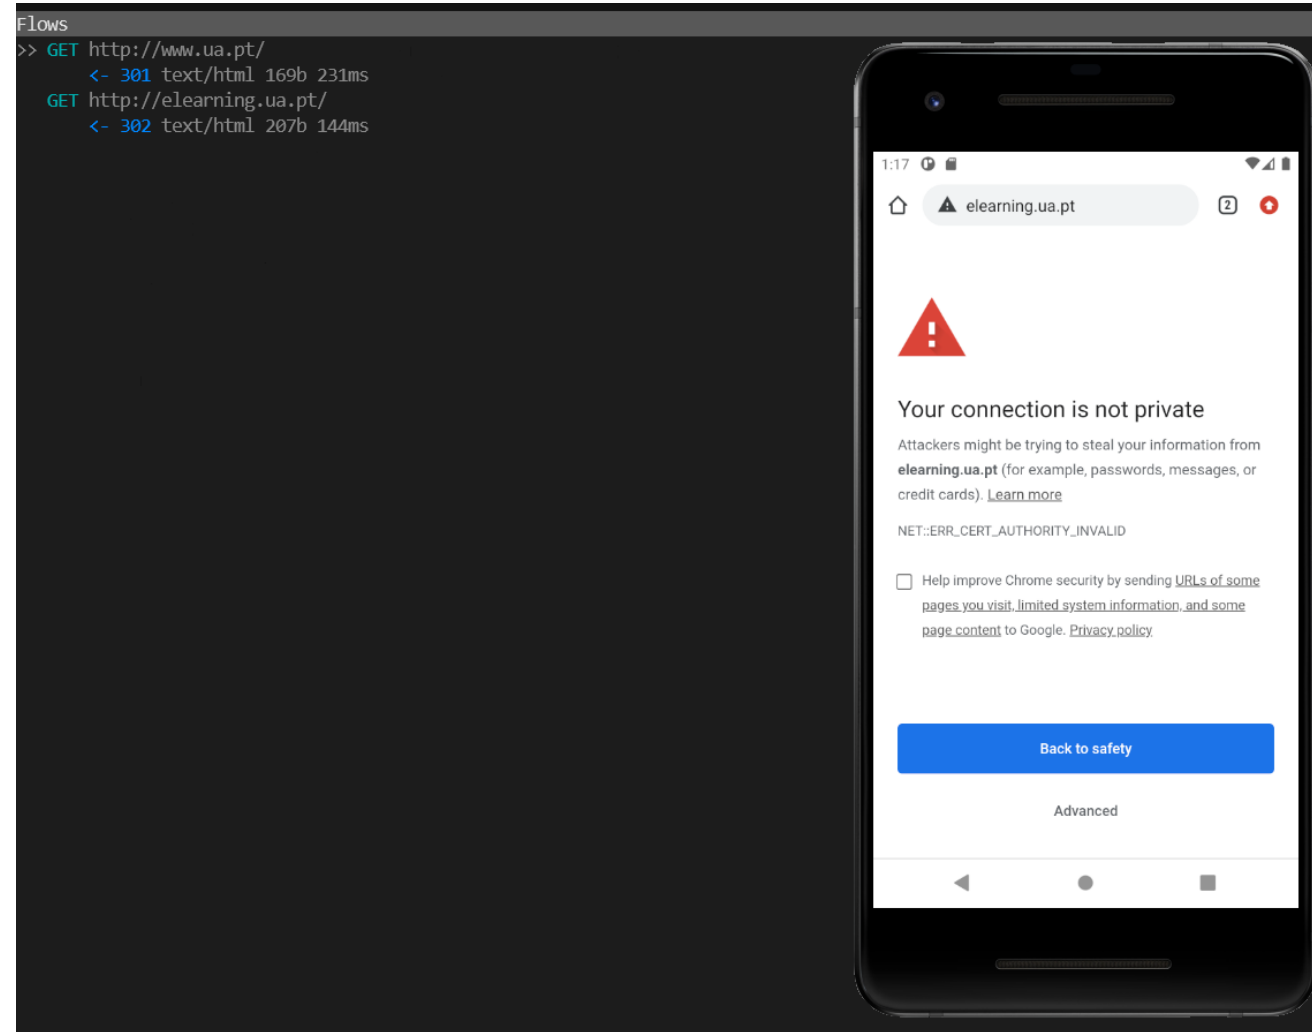 Flows
>> GET http://www.ua.pt/
<- 301 text/html 169b 231ms
GET http://elearning.ua.pt/
<- 302 text/html 207b 144ms
1:17
elearning.ua.pt
2
Your connection is not private
Attackers might be trying to steal your information from
elearning.ua.pt (for example, passwords, messages, or
credit cards). Learn more
NET::ERR_CERT_AUTHORITY_INVALID
Help improve Chrome security by sending URLs of some
pages you visit, limited system information, and some
page content to Google. Privacy policy
Back to safety
Advanced